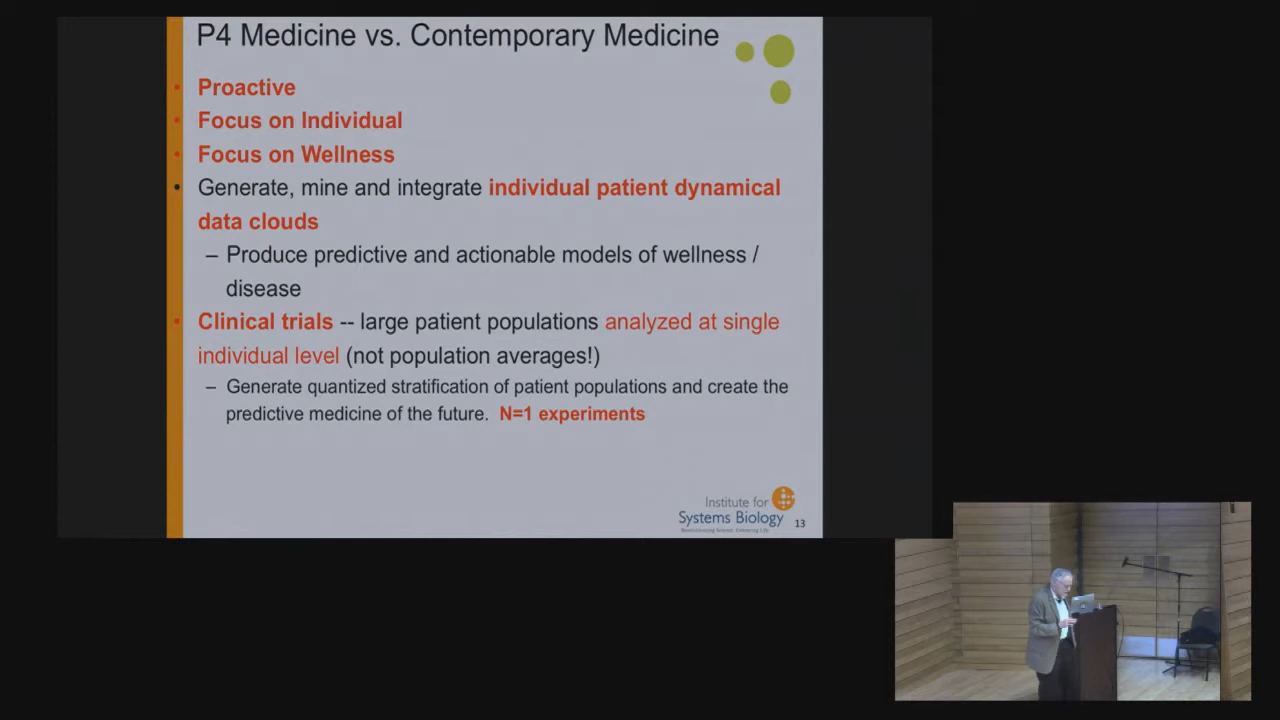 P4 Medicine vs. Contemporary Medicine
• Proactive
• Focus on Individual
• Focus on Wellness
• Generate, mine and integrate individual patient dynamical
data clouds
– Produce predictive and actionable models of wellness /
disease
• Clinical trials -- large patient populations analyzed at single
individual level (not population averages!)
– Generate quantized stratification of patient populations and create the
predictive medicine of the future. N=1 experiments
Institute for
Systems Biology
13